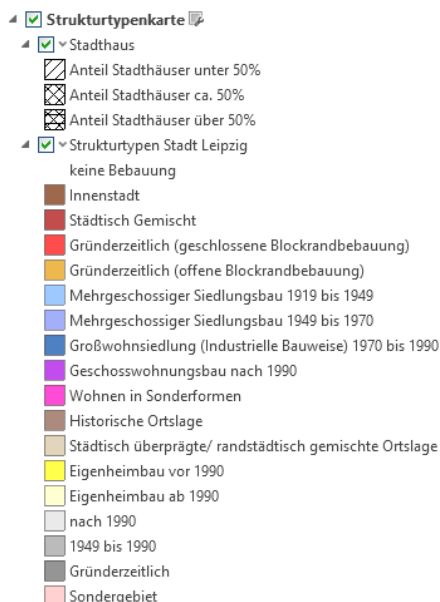 Strukturtypenkarte
Stadthaus
Anteil Stadthäuser unter 50%
Anteil Stadthäuser ca. 50%
Anteil Stadthäuser über 50%
Strukturtypen Stadt Leipzig
keine Bebauung
Innenstadt
Städtisch Gemischt
Gründerzeitlich (geschlossene Blockrandbebauung)
Gründerzeitlich (offene Blockrandbebauung)
Mehrgeschossiger Siedlungsbau 1919 bis 1949
Mehrgeschossiger Siedlungsbau 1949 bis 1970
Großwohnsiedlung (Industrielle Bauweise) 1970 bis 1990
Geschosswohnungsbau nach 1990
Wohnen in Sonderformen
Historische Ortslage
Städtisch überprägte/ randstädtisch gemischte Ortslage
Eigenheimbau vor 1990
Eigenheimbau ab 1990
nach 1990
1949 bis 1990
Gründerzeitlich
Sondergebiet